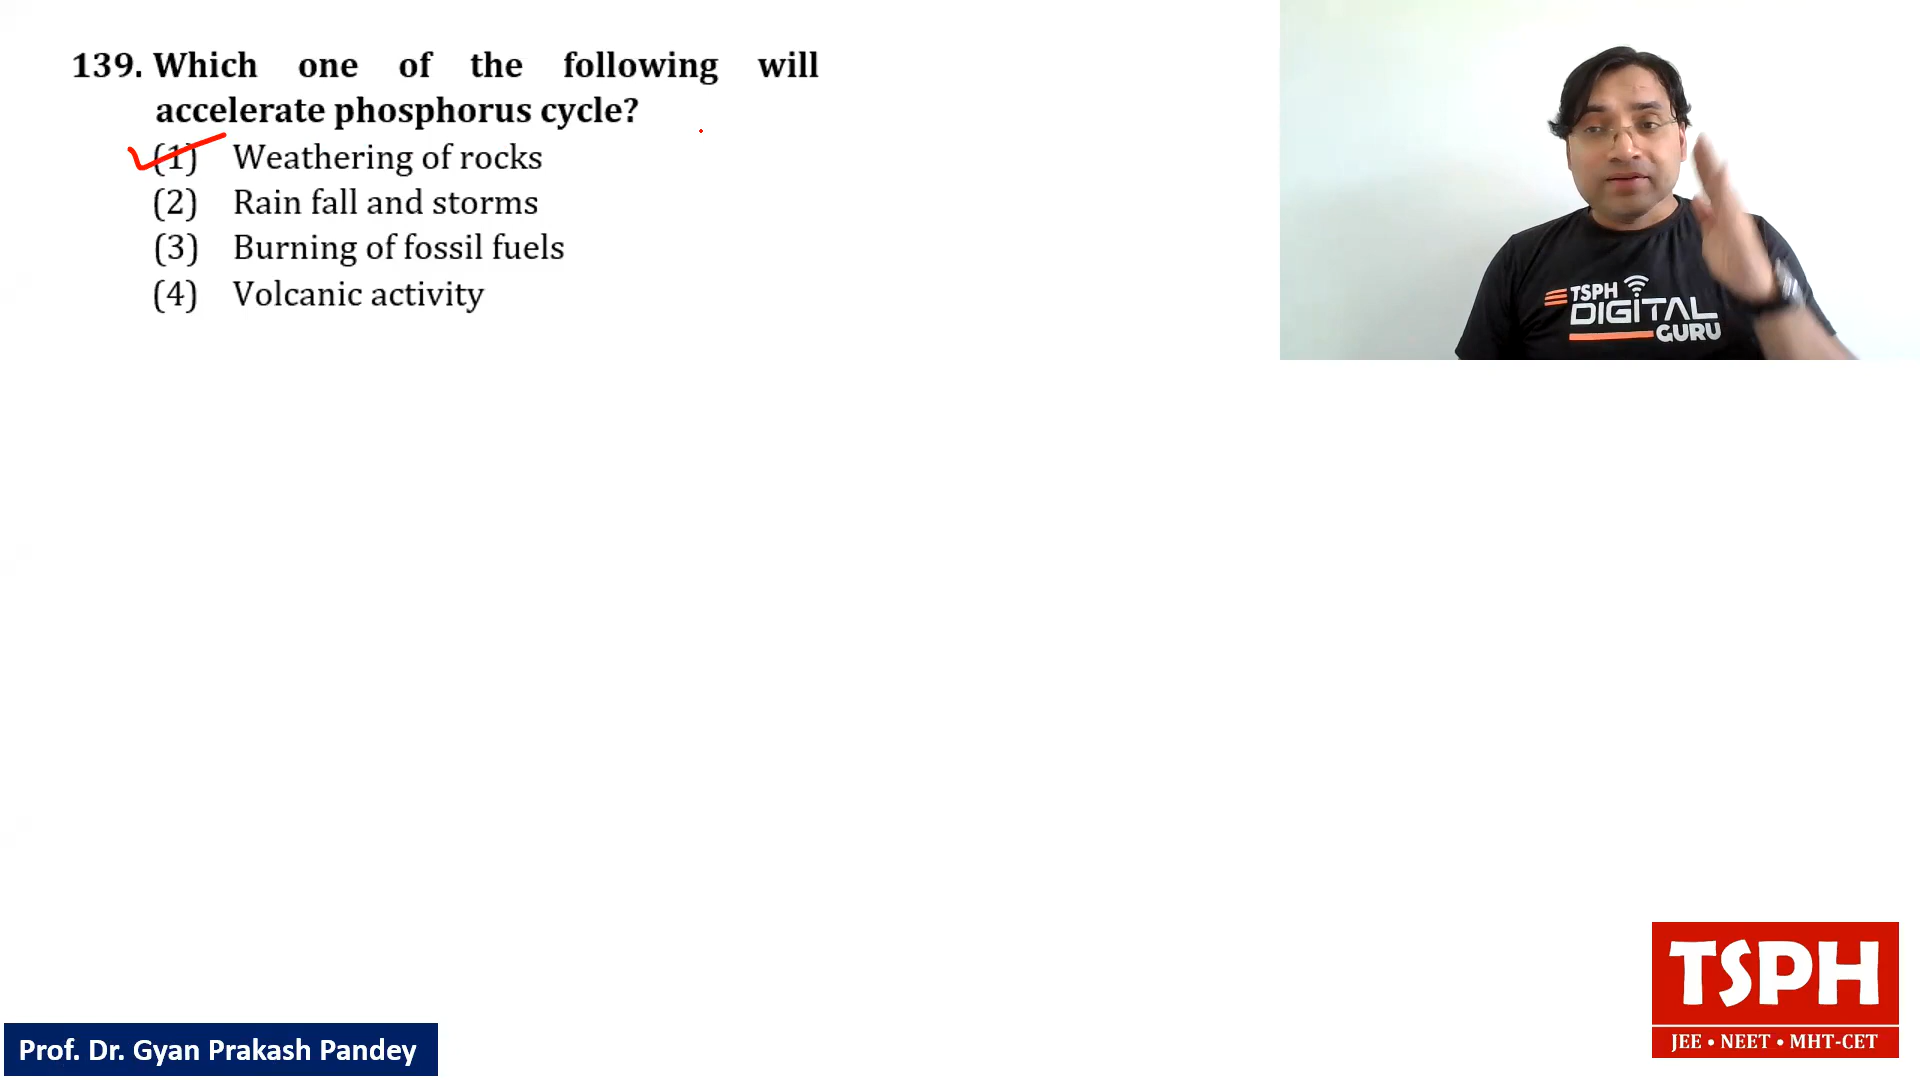 139. Which one of the following will
accelerate phosphorus cycle?
(1) Weathering of rocks
(2) Rain fall and storms
(3) Burning of fossil fuels
(4) Volcanic activity
TSPH
DIGITAL
GURU
TSPH
JEE • NEET • MHT-CET
Prof. Dr. Gyan Prakash Pandey